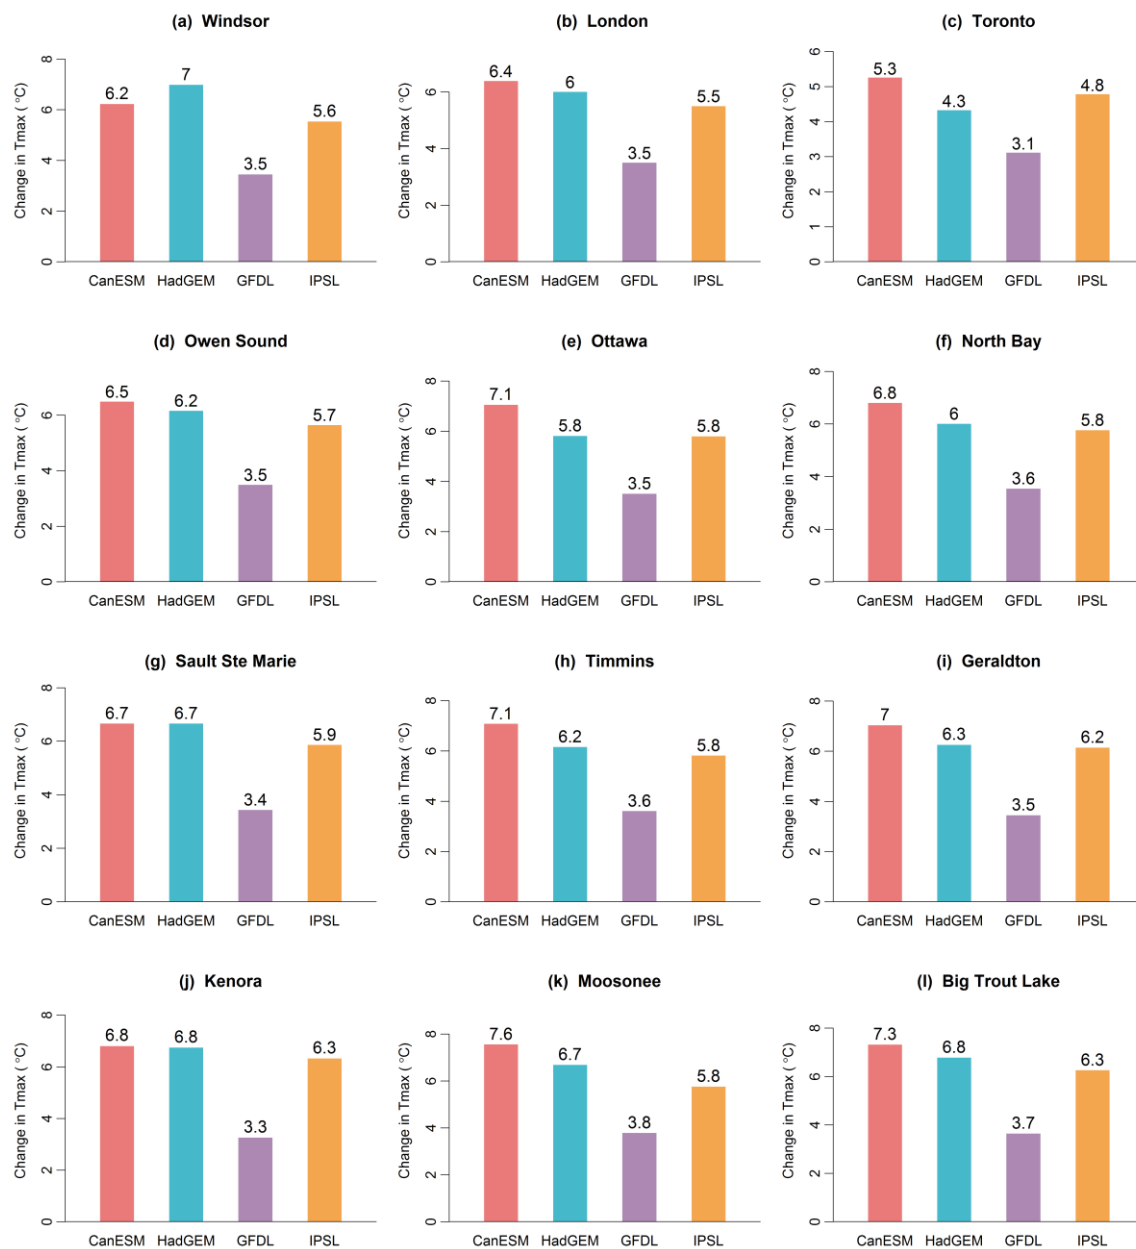 (a) Windsor
(b) London
(c) Toronto
Change in Tmax ( °C)
0 2 4 6 8
6.2 7 3.5 5.6
CanESM HadGEM GFDL IPSL
Change in Tmax ( °C)
0 2 4 6
6.4 6 3.5 5.5
CanESM HadGEM GFDL IPSL
Change in Tmax ( °C)
0 1 2 3 4 5 6
5.3 4.3 3.1 4.8
CanESM HadGEM GFDL IPSL
(d) Owen Sound
(e) Ottawa
(f) North Bay
Change in Tmax ( °C)
0 2 4 6
6.5 6.2 3.5 5.7
CanESM HadGEM GFDL IPSL
Change in Tmax ( °C)
0 2 4 6 8
7.1 5.8 3.5 5.8
CanESM HadGEM GFDL IPSL
Change in Tmax ( °C)
0 2 4 6 8
6.8 6 3.6 5.8
CanESM HadGEM GFDL IPSL
(g) Sault Ste Marie
(h) Timmins
(i) Geraldton
Change in Tmax ( °C)
0 2 4 6 8
6.7 6.7 3.4 5.9
CanESM HadGEM GFDL IPSL
Change in Tmax ( °C)
0 2 4 6 8
7.1 6.2 3.6 5.8
CanESM HadGEM GFDL IPSL
Change in Tmax ( °C)
0 2 4 6 8
7 6.3 3.5 6.2
CanESM HadGEM GFDL IPSL
(j) Kenora
(k) Moosonee
(l) Big Trout Lake
Change in Tmax ( °C)
0 2 4 6 8
6.8 6.8 3.3 6.3
CanESM HadGEM GFDL IPSL
Change in Tmax ( °C)
0 2 4 6 8
7.6 6.7 3.8 5.8
CanESM HadGEM GFDL IPSL
Change in Tmax ( °C)
0 2 4 6 8
7.3 6.8 3.7 6.3
CanESM HadGEM GFDL IPSL